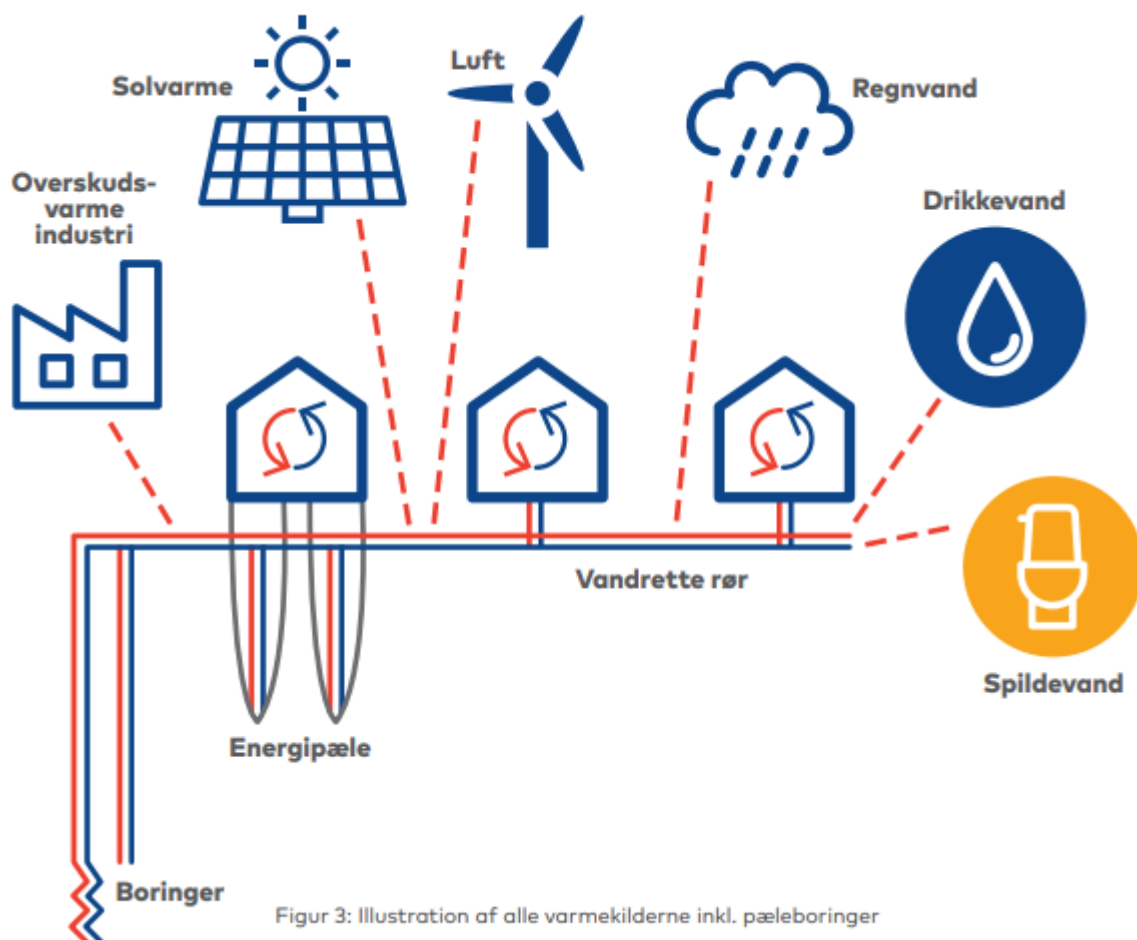 Solvarme
Luft
Regnvand
Overskuds-
varme
industri
Drikkevand
Vandrette rør
Spildevand
Energipæle
Boringer
Figur 3: Illustration af alle varmekilderne inkl. pæleboringer